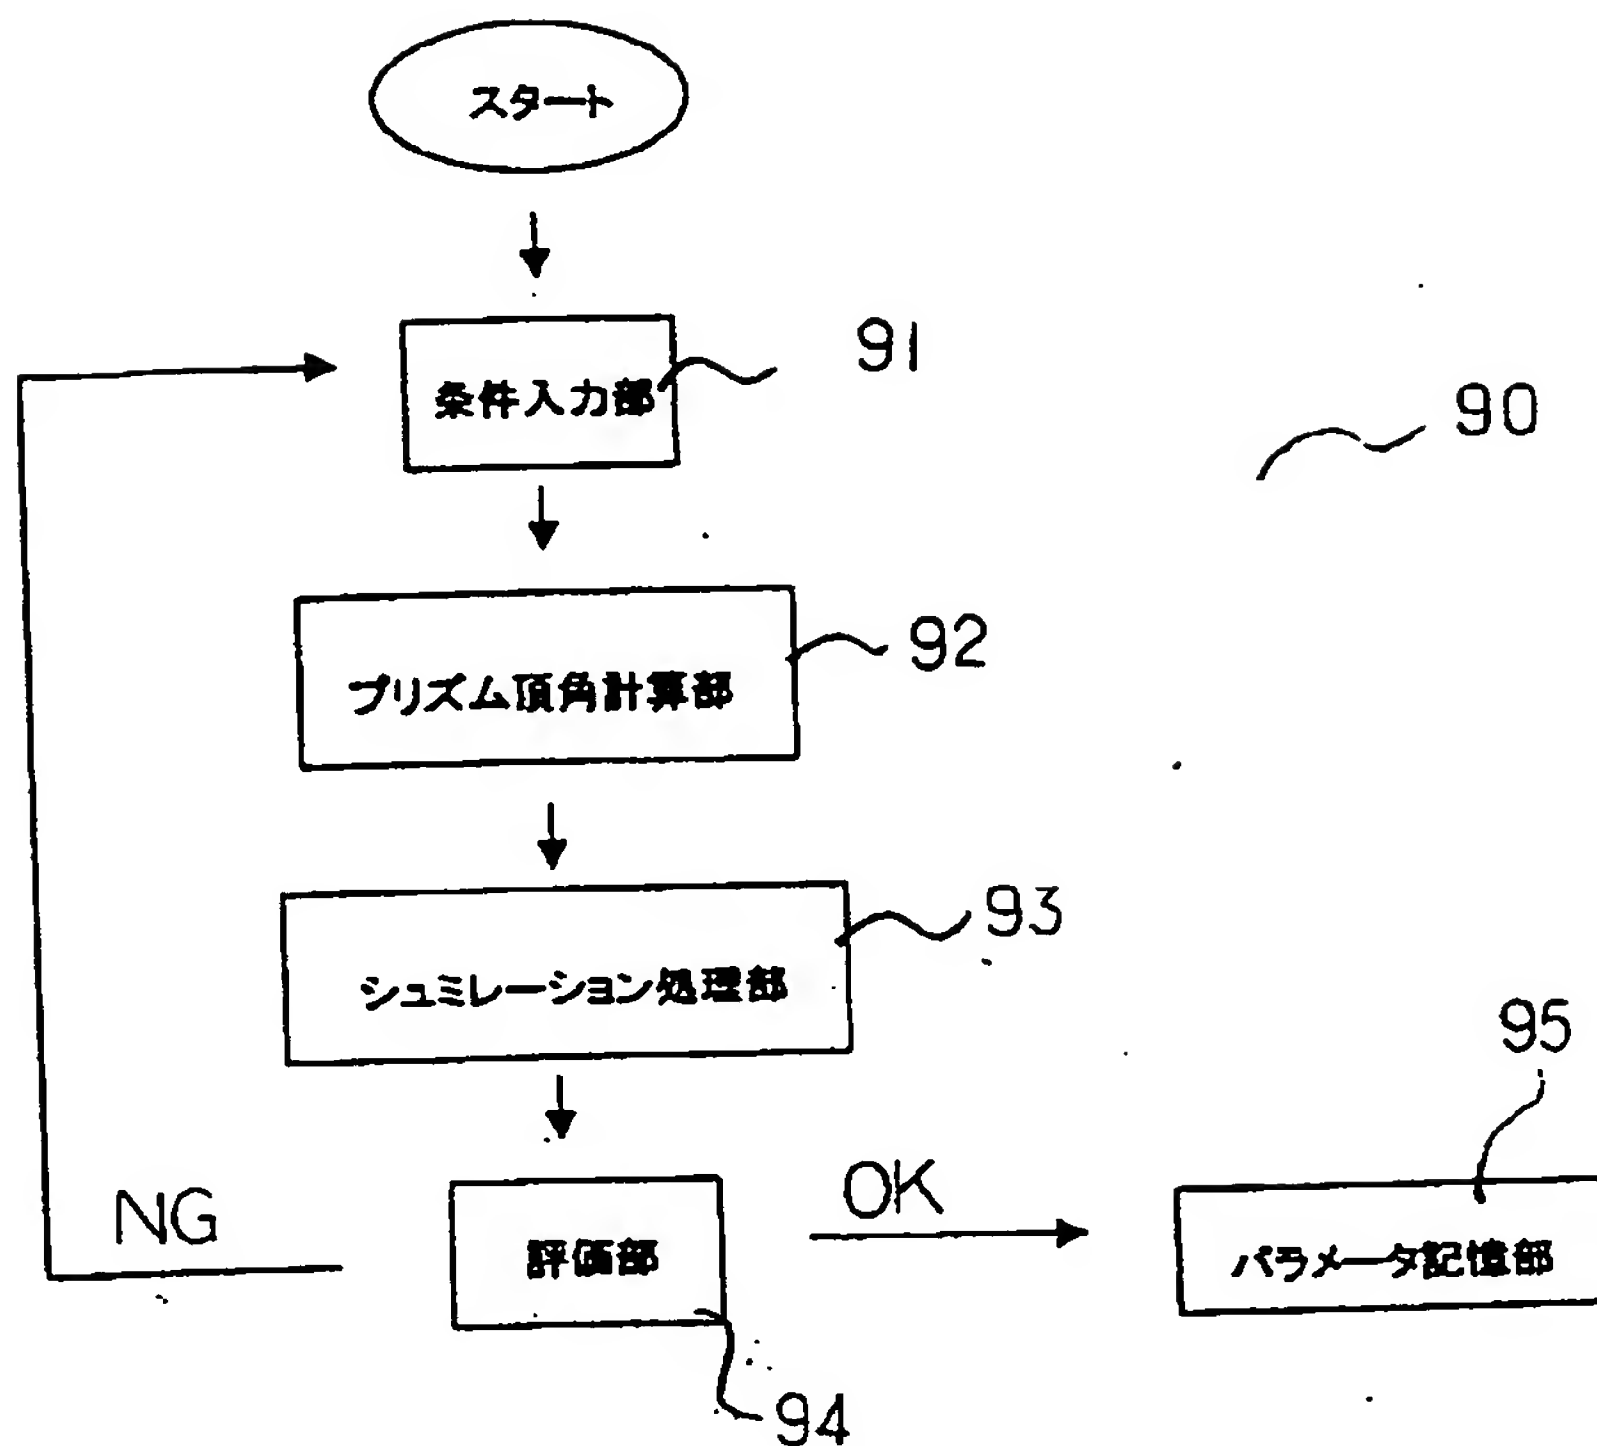 スタート
91
条件入力部
90
92
プリズム頂角計算部
93
シュミレーション処理部
95
NG
OK
評価部
パラメータ記憶部
94